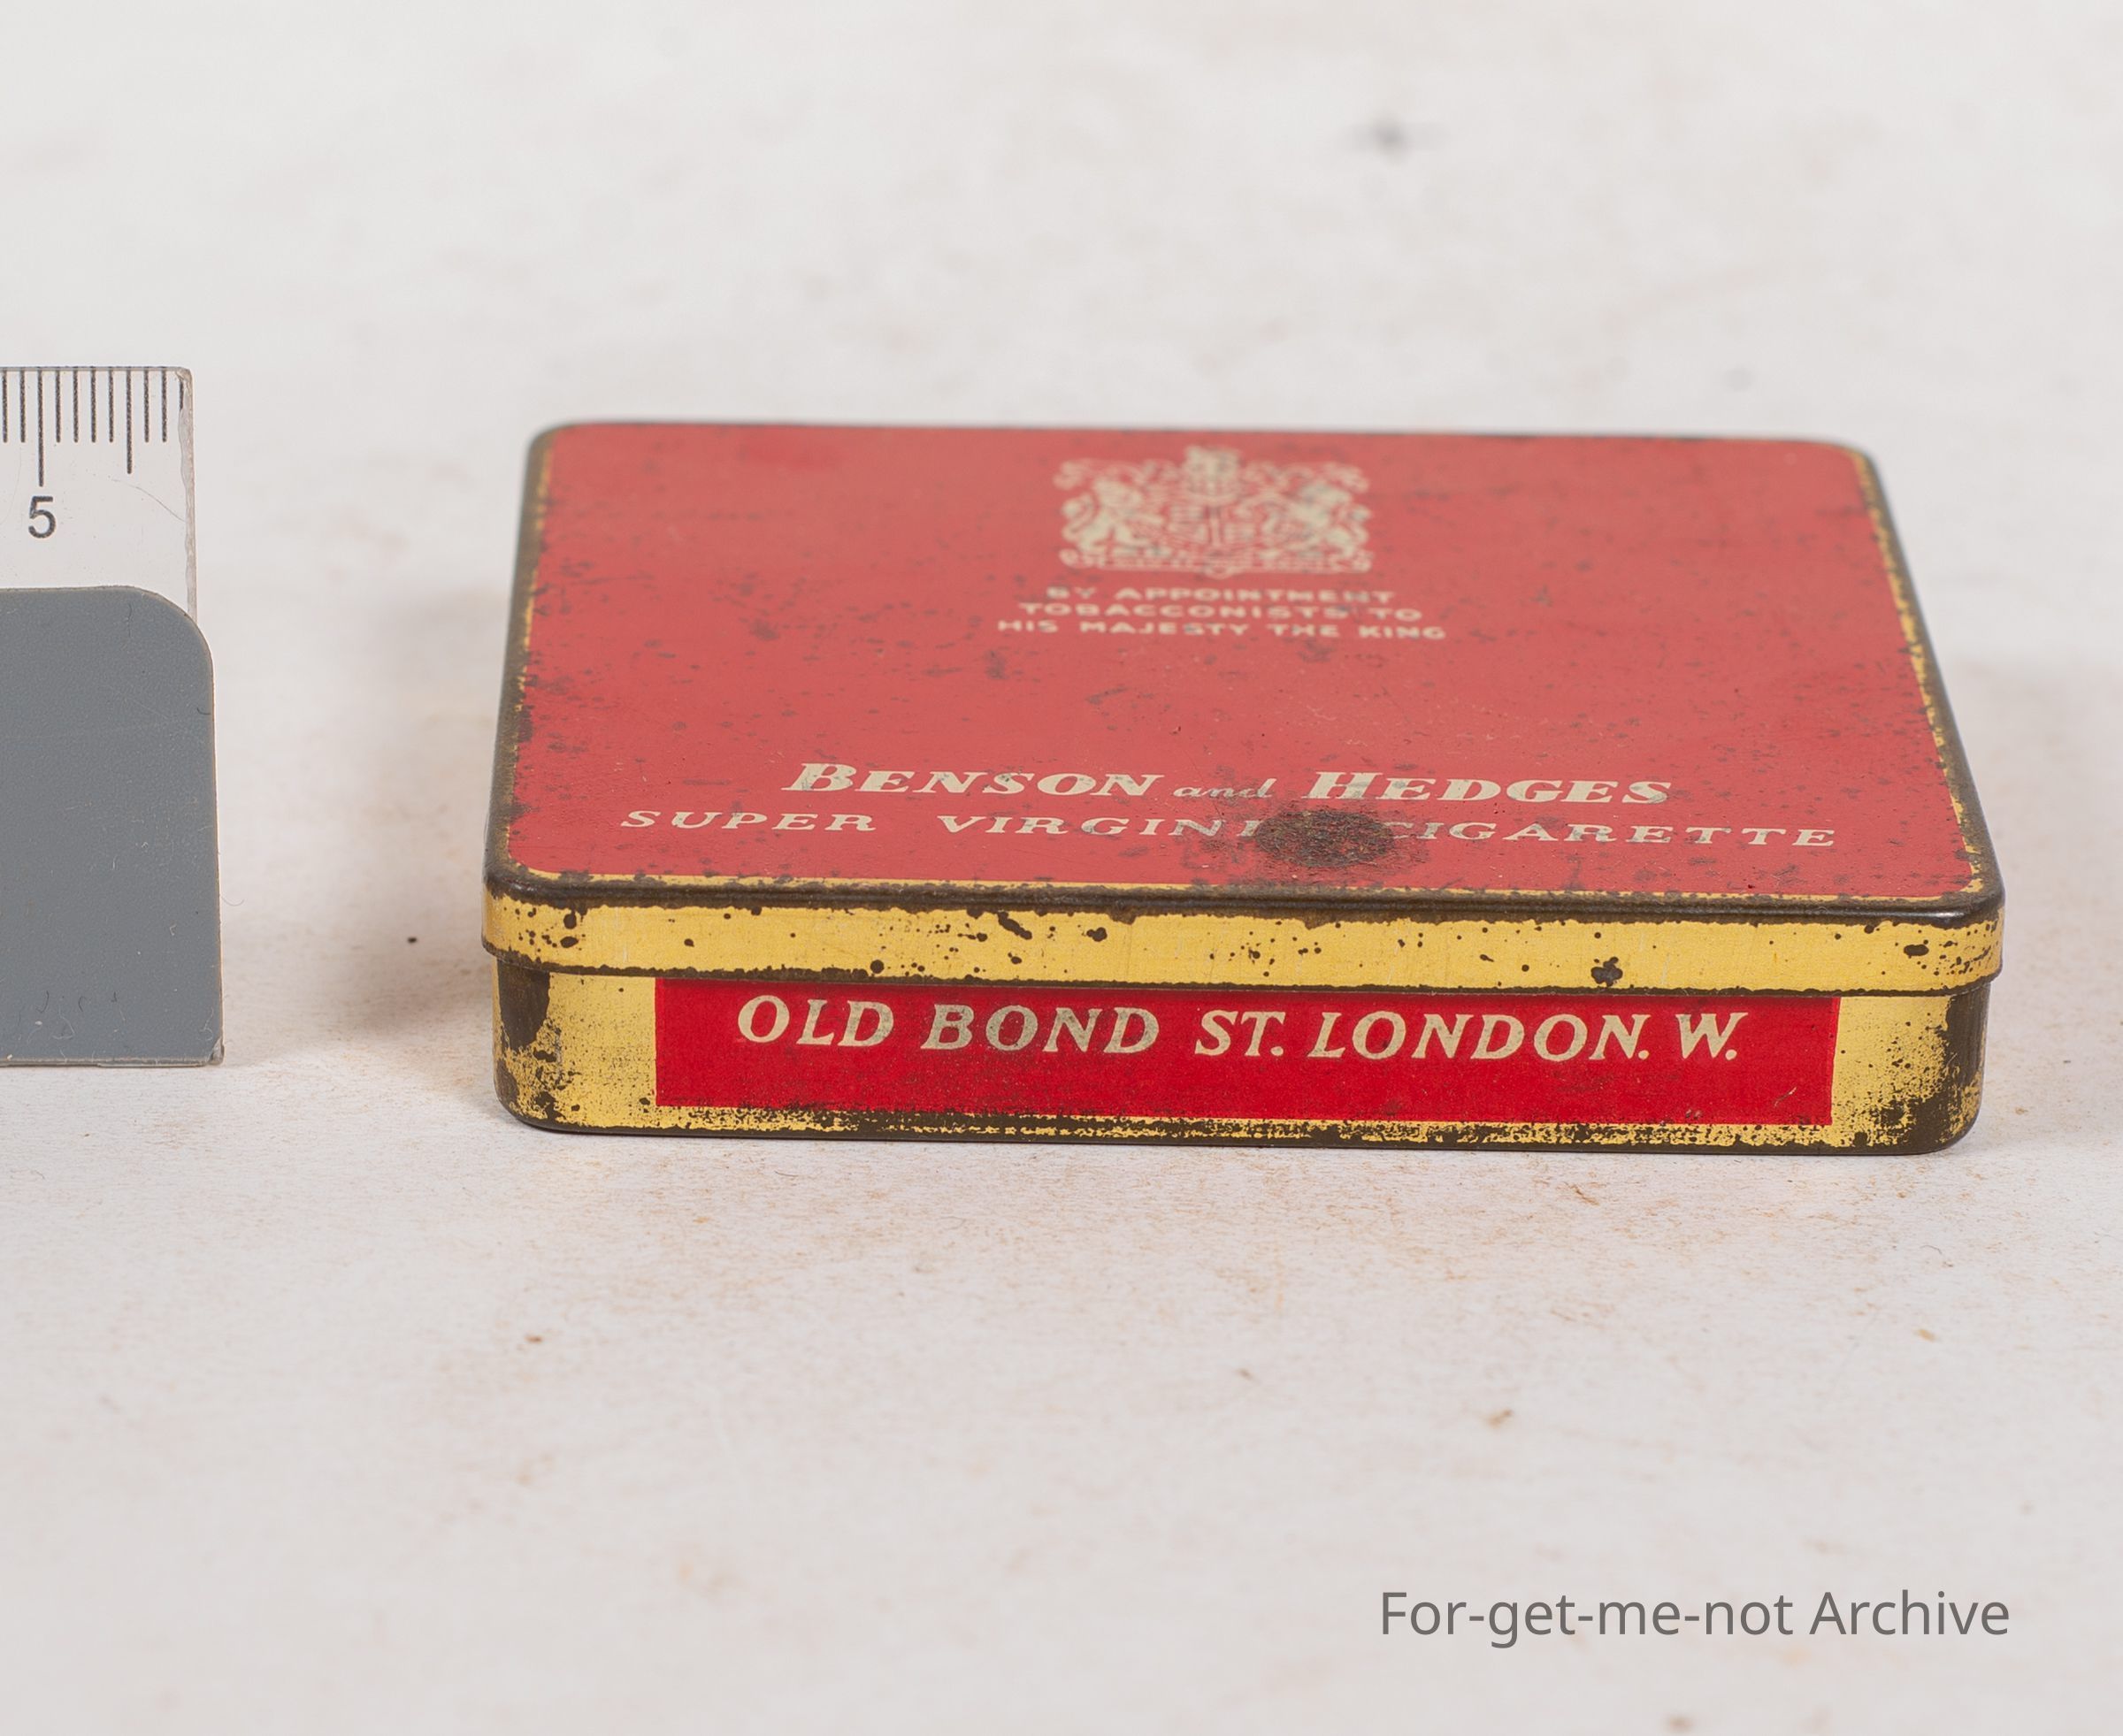 5
BY APPOINTMENT
TOBACCONISTS TO
HIS MAJESTY THE KING
BENSON and HEDGES
SUPER CIGARETTE
OLD BOND ST. LONDON. W.
For-get-me-not Archive